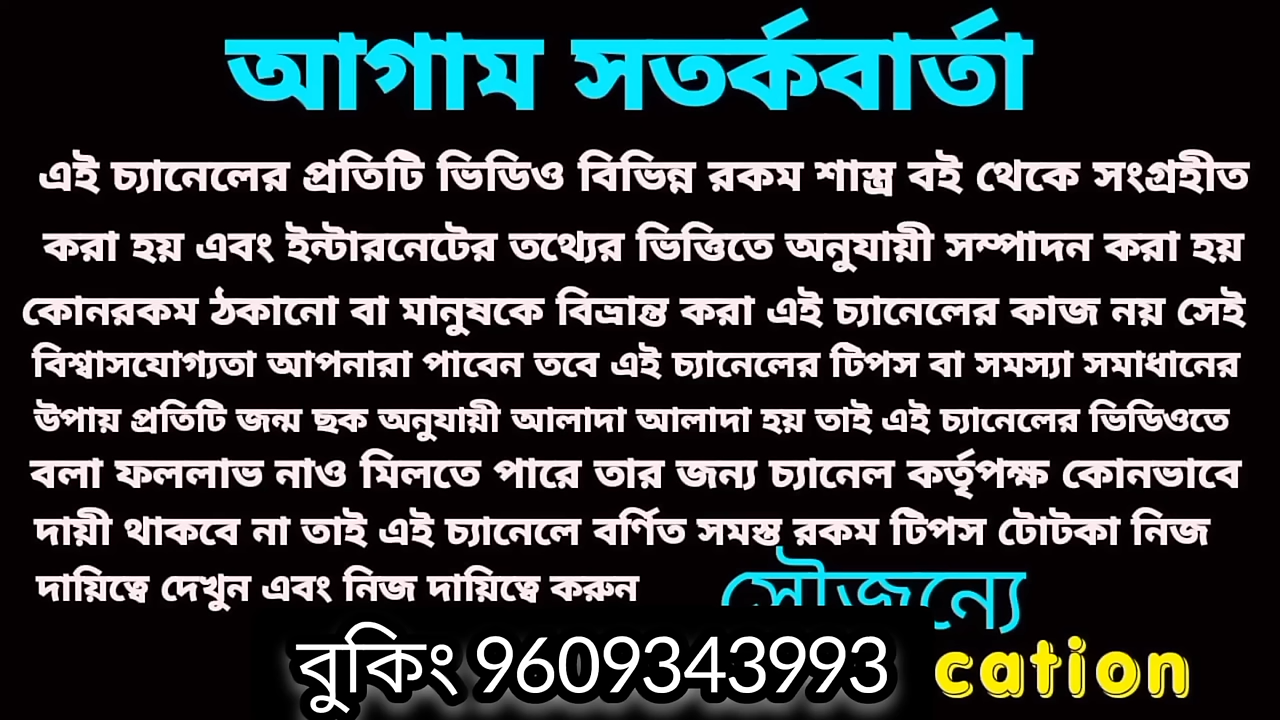 আগাম সতর্কবার্তা
এই চ্যানেলের প্রতিটি ভিডিও বিভিন্ন রকম শাস্ত্র বই থেকে সংগ্রহীত
করা হয় এবং ইন্টারনেটের তথ্যের ভিত্তিতে অনুযায়ী সম্পাদন করা হয়
কোনরকম ঠকানো বা মানুষকে বিভ্রান্ত করা এই চ্যানেলের কাজ নয় সেই
বিশ্বাসযোগ্যতা আপনারা পাবেন তবে এই চ্যানেলের টিপস বা সমস্যা সমাধানের
উপায় প্রতিটি জন্ম ছক অনুযায়ী আলাদা আলাদা হয় তাই এই চ্যানেলের ভিডিওতে
বলা ফললাভ নাও মিলতে পারে তার জন্য চ্যানেল কর্তৃপক্ষ কোনভাবে
দায়ী থাকবে না তাই এই চ্যানেলে বর্ণিত সমস্ত রকম টিপস টোটকা নিজ
দায়িত্বে দেখুন এবং নিজ দায়িত্বে করুন
সৌজন্যে
বুকিং 9609343993 cation